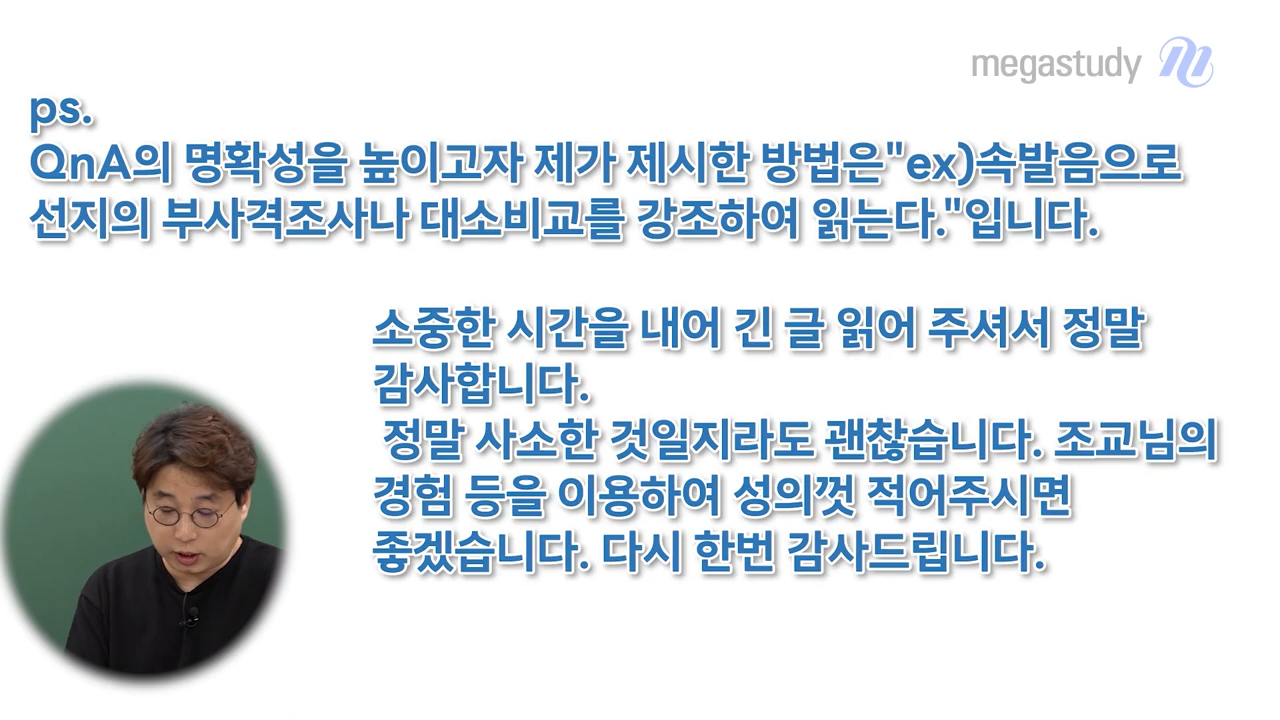 megastudy
ps.
QnA의 명확성을 높이고자 제가 제시한 방법은"ex)속발음으로
선지의 부사격조사나 대소비교를 강조하여 읽는다."입니다.
소중한 시간을 내어 긴 글 읽어 주셔서 정말
감사합니다.
정말 사소한 것일지라도 괜찮습니다. 조교님의
경험 등을 이용하여 성의껏 적어주시면
좋겠습니다. 다시 한번 감사드립니다.